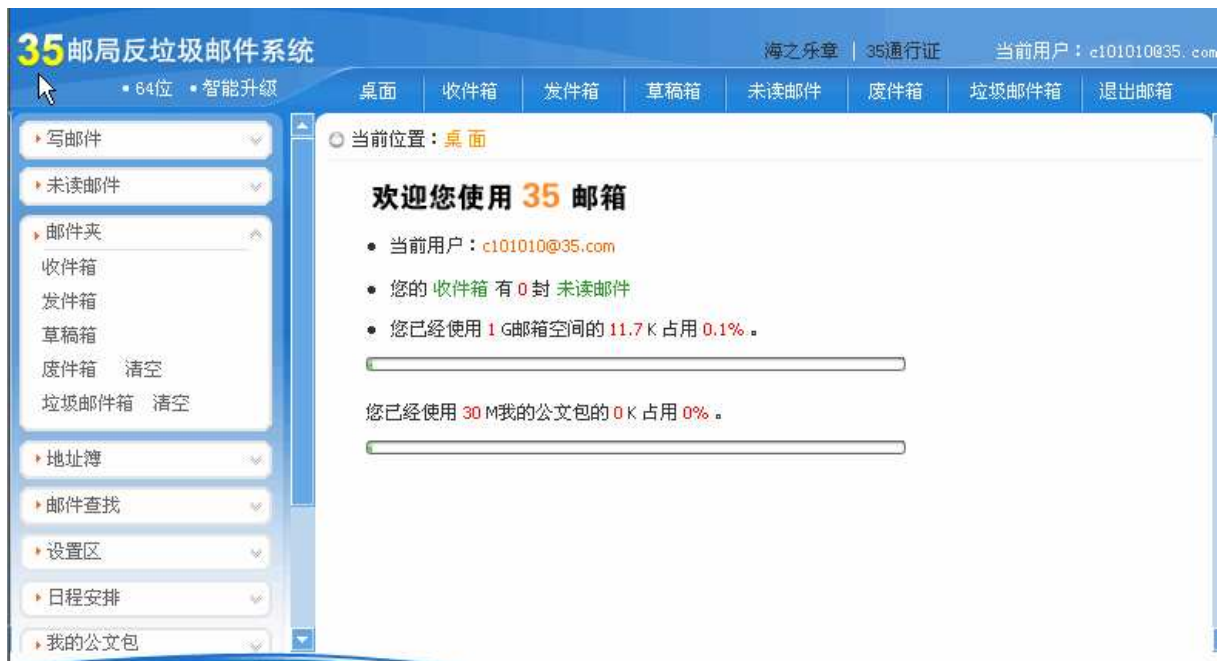 35邮局反垃圾邮件系统
海之乐章 | 35通行证 当前用户：c101010@35.com
• 64位 • 智能升级
桌面 收件箱 发件箱 草稿箱 未读邮件 废件箱 垃圾邮件箱 退出邮箱
写邮件
未读邮件
邮件夹
收件箱
发件箱
草稿箱
废件箱 清空
垃圾邮件箱 清空
地址簿
邮件查找
设置区
日程安排
我的公文包
当前位置：桌面
欢迎您使用 35 邮箱
• 当前用户：c101010@35.com
• 您的 收件箱 有 0 封 未读邮件
• 您已经使用 1 G邮箱空间的 11.7 K 占用 0.1% 。
您已经使用 30 M我的公文包的 0 K 占用 0% 。